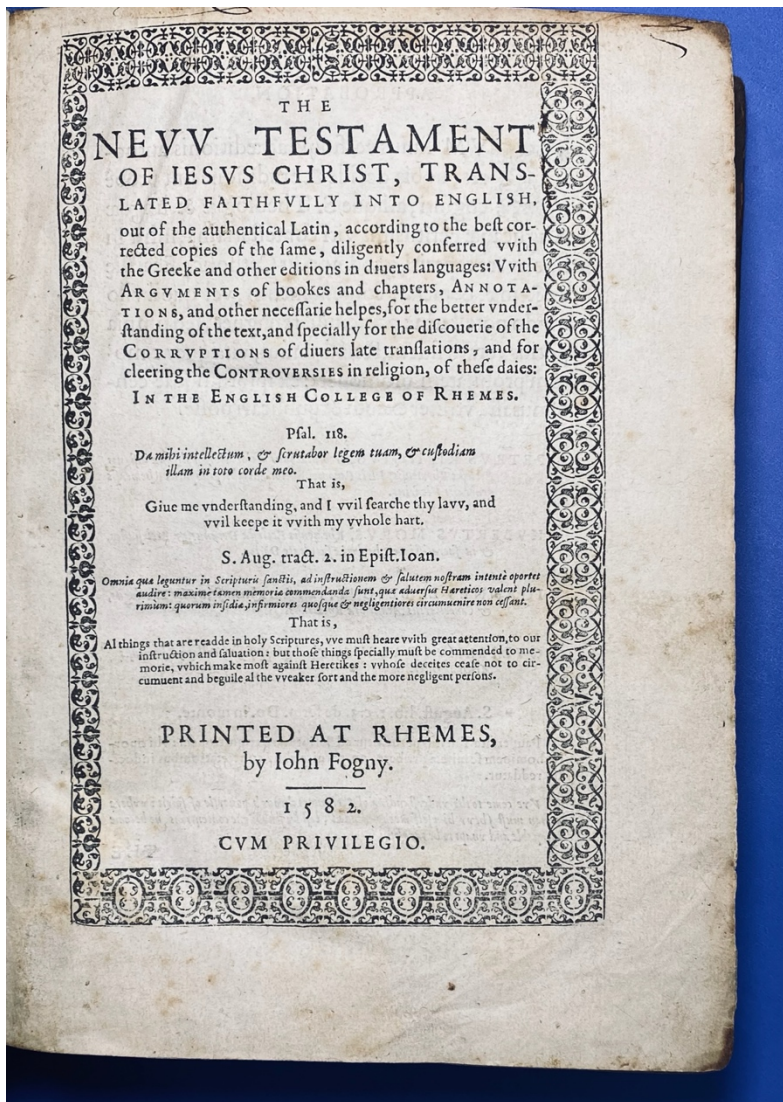 THE
NEVV TESTAMENT
OF IESVS CHRIST, TRANS-
LATED FAITHFVLLY INTO ENGLISH,
out of the authentical Latin, according to the beſt cor-
rected copies of the ſame, diligently conferred vvith
the Greeke and other editions in diuers languages: Vvith
ARGVMENTS of bookes and chapters, ANNOTA-
TIONS, and other neceſſarie helpes, for the better vnder-
ſtanding of the text, and ſpecially for the diſcouerie of the
CORRVPTIONS of diuers late tranſlations, and for
cleering the CONTROVERSIES in religion, of theſe daies:
IN THE ENGLISH COLLEGE OF RHEMES.
Pſal. 118.
Da mihi intellectum, & ſcrutabor legem tuam, & cuſtodiam
illam in toto corde meo.
That is,
Giue me vnderſtanding, and I vvil ſearche thy lavv, and
vvil keepe it vvith my vvhole hart.
S. Aug. tract. 2. in Epiſt. Ioan.
Omnia quæ leguntur in Scripturis ſanctis, ad inſtructionem & ſalutem noſtram intentè oportet
audire: maximè tamen memoriæ commendanda ſunt, quæ aduerſus Hæreticos valent plu-
rimùm: quorum inſidiæ, infirmiores quoſque & negligentiores circumuenire non ceſſant.
That is,
Al things that are readde in holy Scriptures, vve muſt heare vvith great attention, to our
inſtruction and ſaluation: but thoſe things ſpecially muſt be commended to me-
morie, vvhich make moſt againſt Heretikes: vvhoſe deceites ceaſe not to cir-
cumuent and beguile al the vveaker ſort and the more negligent perſons.
PRINTED AT RHEMES,
by Iohn Fogny.
1582.
CVM PRIVILEGIO.